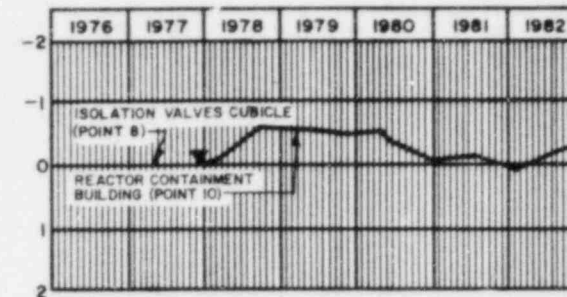 1976 1977 1978 1979 1980 1981 1982
-2
-1
ISOLATION VALVES CUBICLE
(POINT 8)
0
REACTOR CONTAINMENT
BUILDING (POINT 10)
1
2